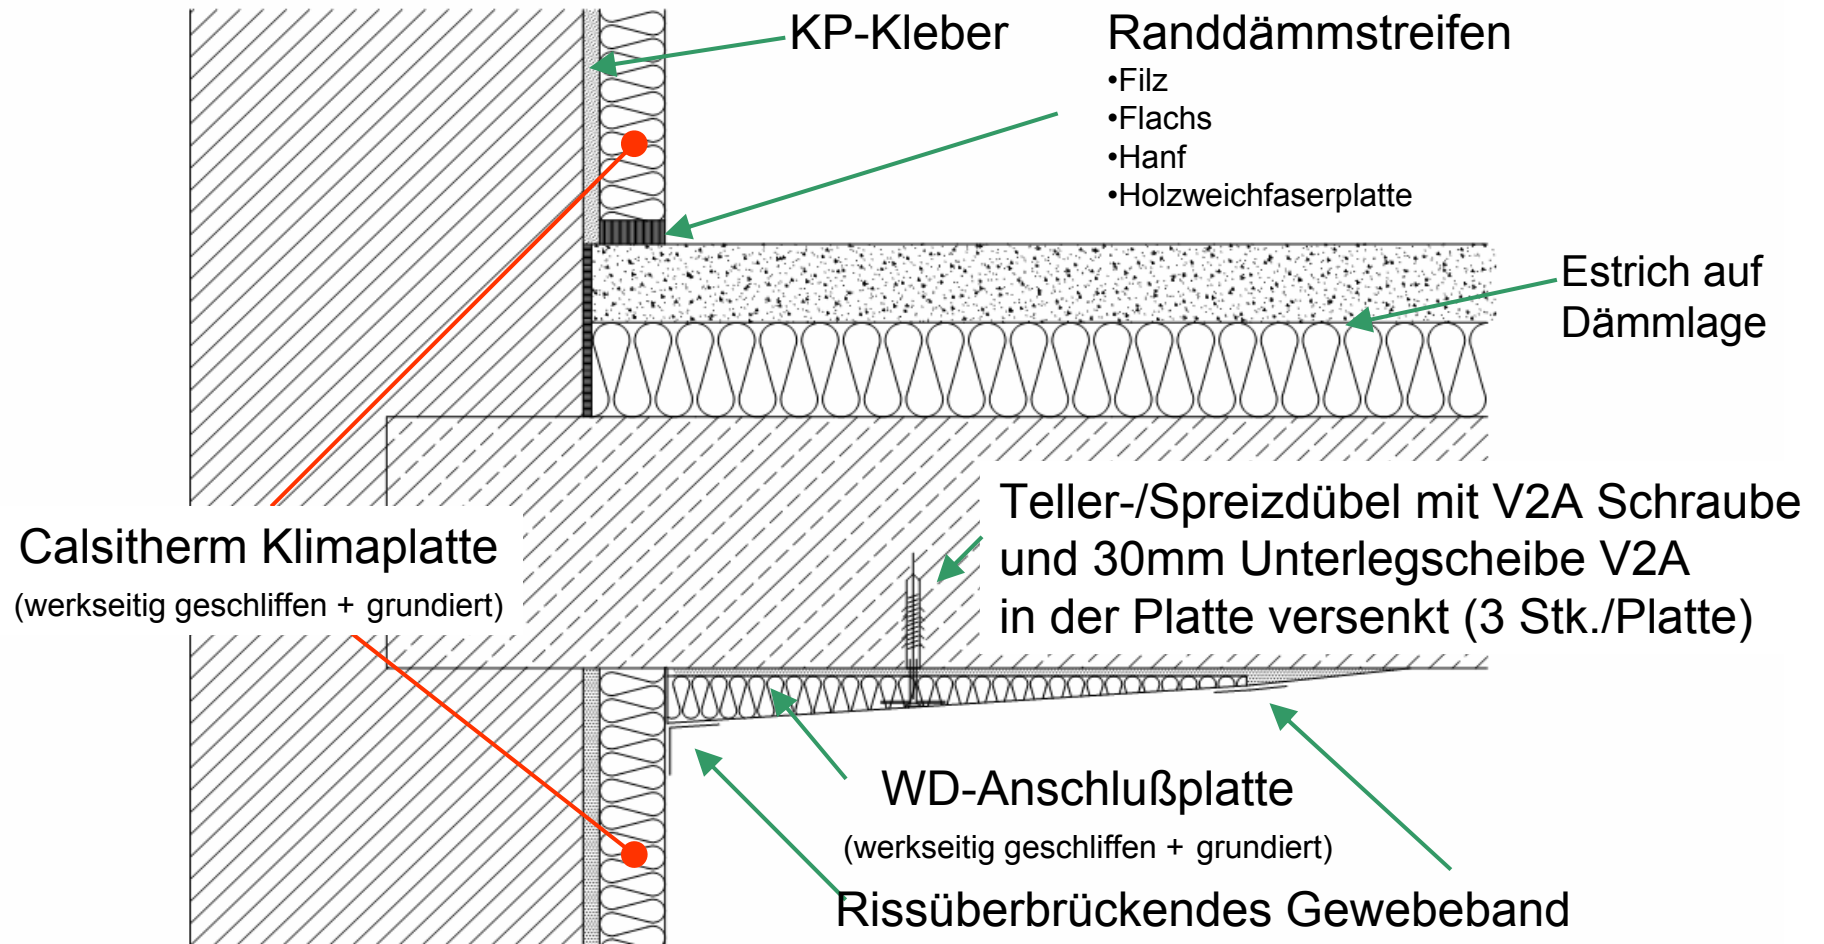 KP-Kleber
Randdämmstreifen
•Filz
•Flachs
•Hanf
•Holzweichfaserplatte
Estrich auf
Dämmlage
Teller-/Spreizdübel mit V2A Schraube
und 30mm Unterlegscheibe V2A
in der Platte versenkt (3 Stk./Platte)
Calsitherm Klimaplatte
(werkseitig geschliffen + grundiert)
WD-Anschlußplatte
(werkseitig geschliffen + grundiert)
Rissüberbrückendes Gewebeband